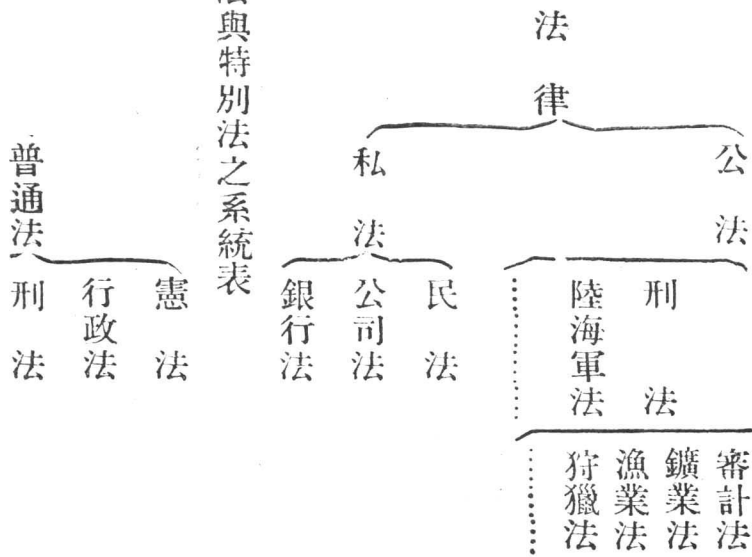 法律
公法
刑法
陸海軍法
審計法
鑛業法
漁業法
狩獵法
私法
民法
公司法
銀行法
與特別法之系統表
普通法
憲法
行政法
刑法